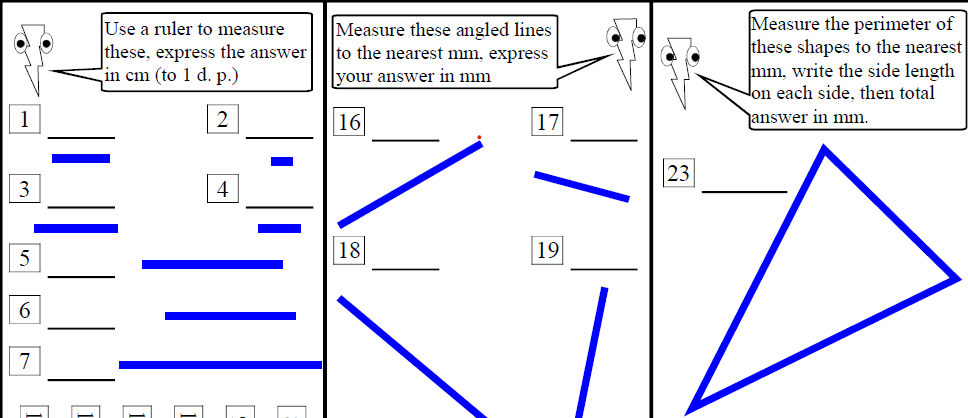 Use a ruler to measure
these, express the answer
in cm (to 1 d. p.)
1
2
3
4
5
6
7
Measure these angled lines
to the nearest mm, express
your answer in mm
16
17
18
19
Measure the perimeter of
these shapes to the nearest
mm, write the side length
on each side, then total
answer in mm.
23